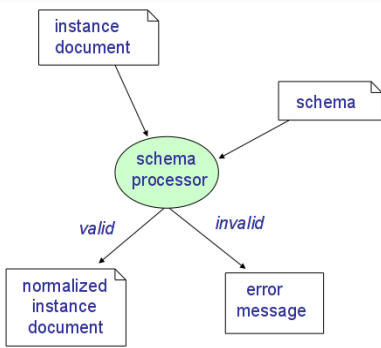 instance
document
schema
schema
processor
valid
invalid
normalized
instance
document
error
message